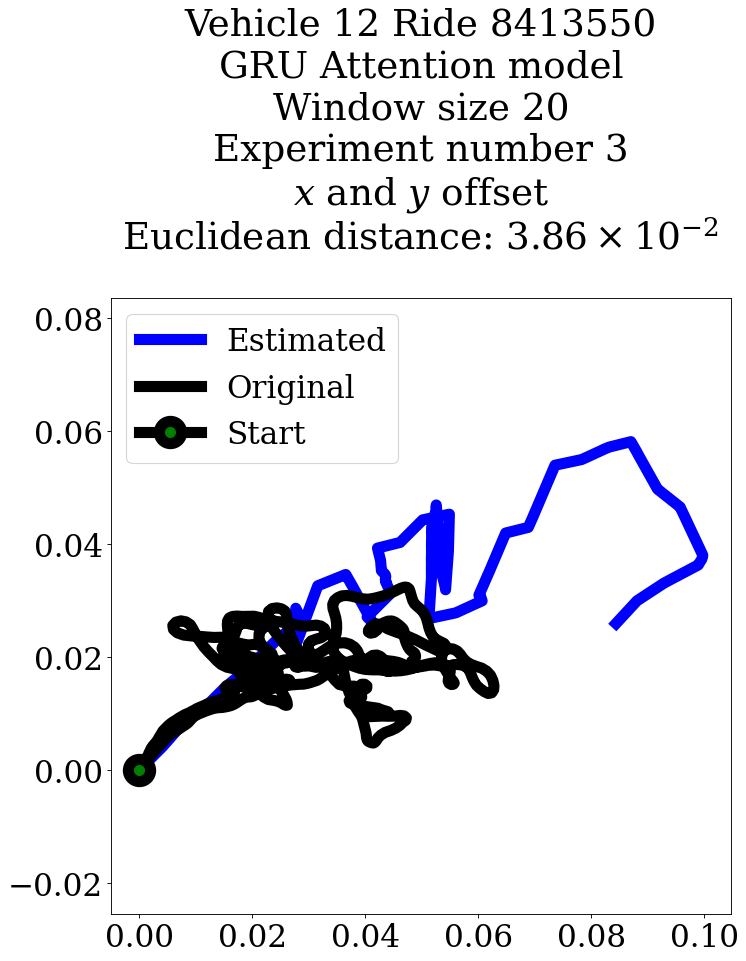 Vehicle 12 Ride 8413550
GRU Attention model
Window size 20
Experiment number 3
x and y offset
Euclidean distance: 3.86 × 10⁻²
0.08
0.06
0.04
0.02
0.00
−0.02
Estimated
Original
Start
0.00 0.02 0.04 0.06 0.08 0.10